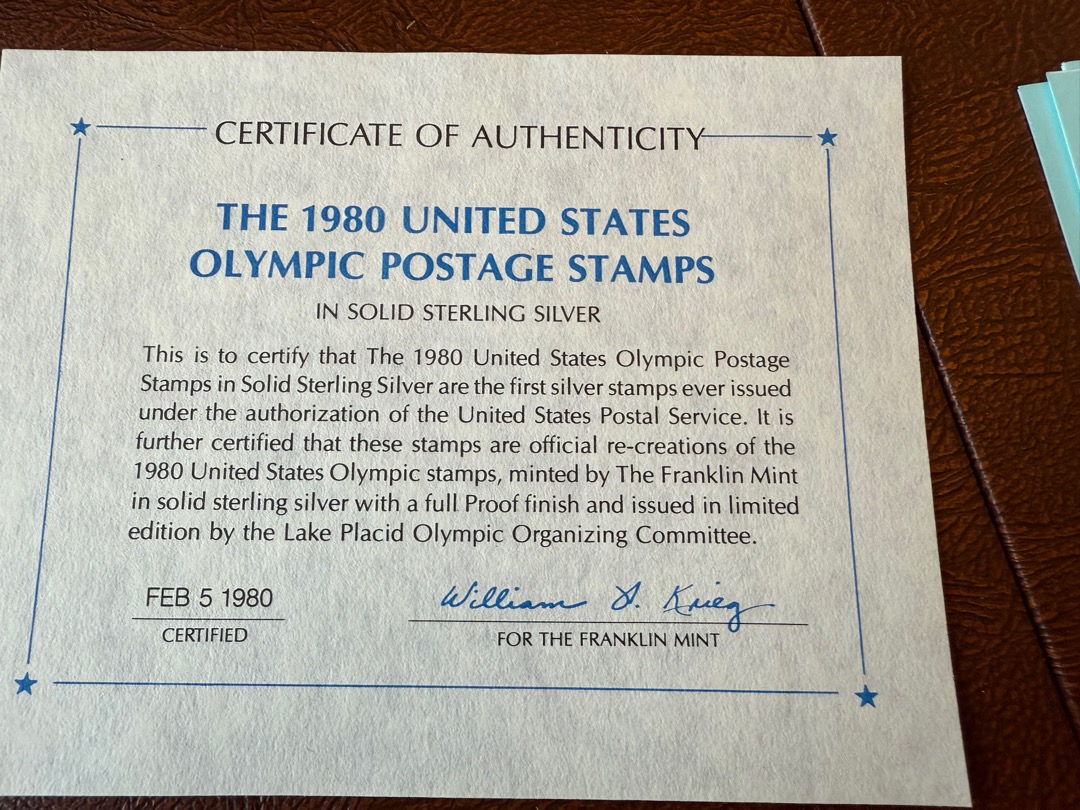 CERTIFICATE OF AUTHENTICITY
THE 1980 UNITED STATES
OLYMPIC POSTAGE STAMPS
IN SOLID STERLING SILVER
This is to certify that The 1980 United States Olympic Postage
Stamps in Solid Sterling Silver are the first silver stamps ever issued
under the authorization of the United States Postal Service. It is
further certified that these stamps are official re-creations of the
1980 United States Olympic stamps, minted by The Franklin Mint
in solid sterling silver with a full Proof finish and issued in limited
edition by the Lake Placid Olympic Organizing Committee.
FEB 5 1980 William A. Krieg
CERTIFIED FOR THE FRANKLIN MINT